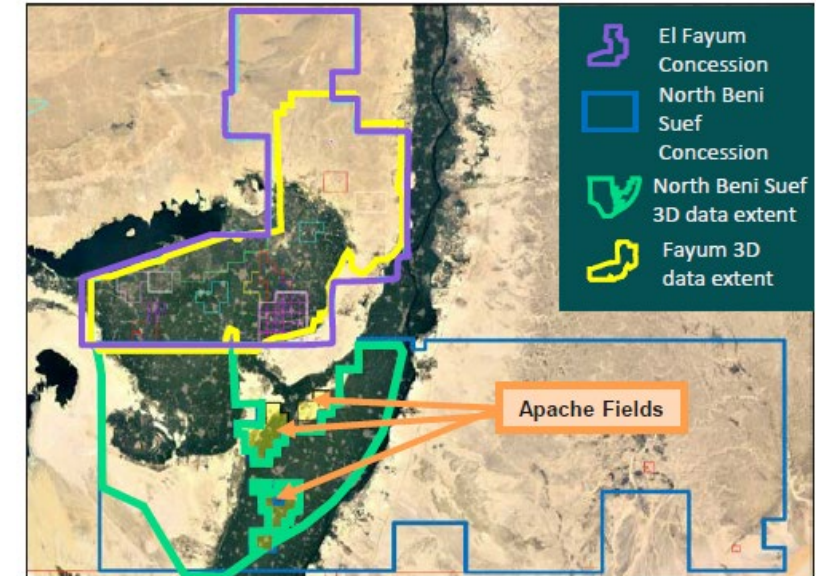 El Fayum
Concession
North Beni
Suef
Concession
North Beni Suef
3D data extent
Fayum 3D
data extent
Apache Fields